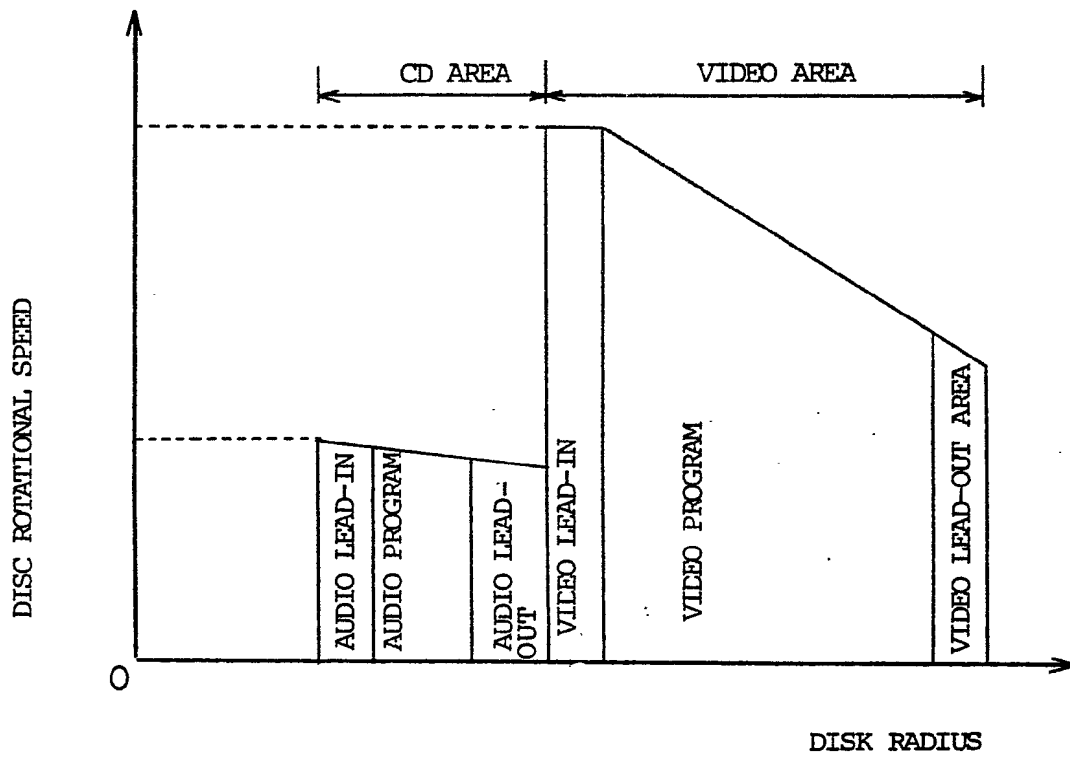 CD AREA
VIDEO AREA
DISC ROTATIONAL SPEED
AUDIO LEAD-IN
AUDIO PROGRAM
AUDIO LEAD-
OUT
VIDEO LEAD-IN
VIDEO PROGRAM
VIDEO LEAD-OUT AREA
O
DISK RADIUS